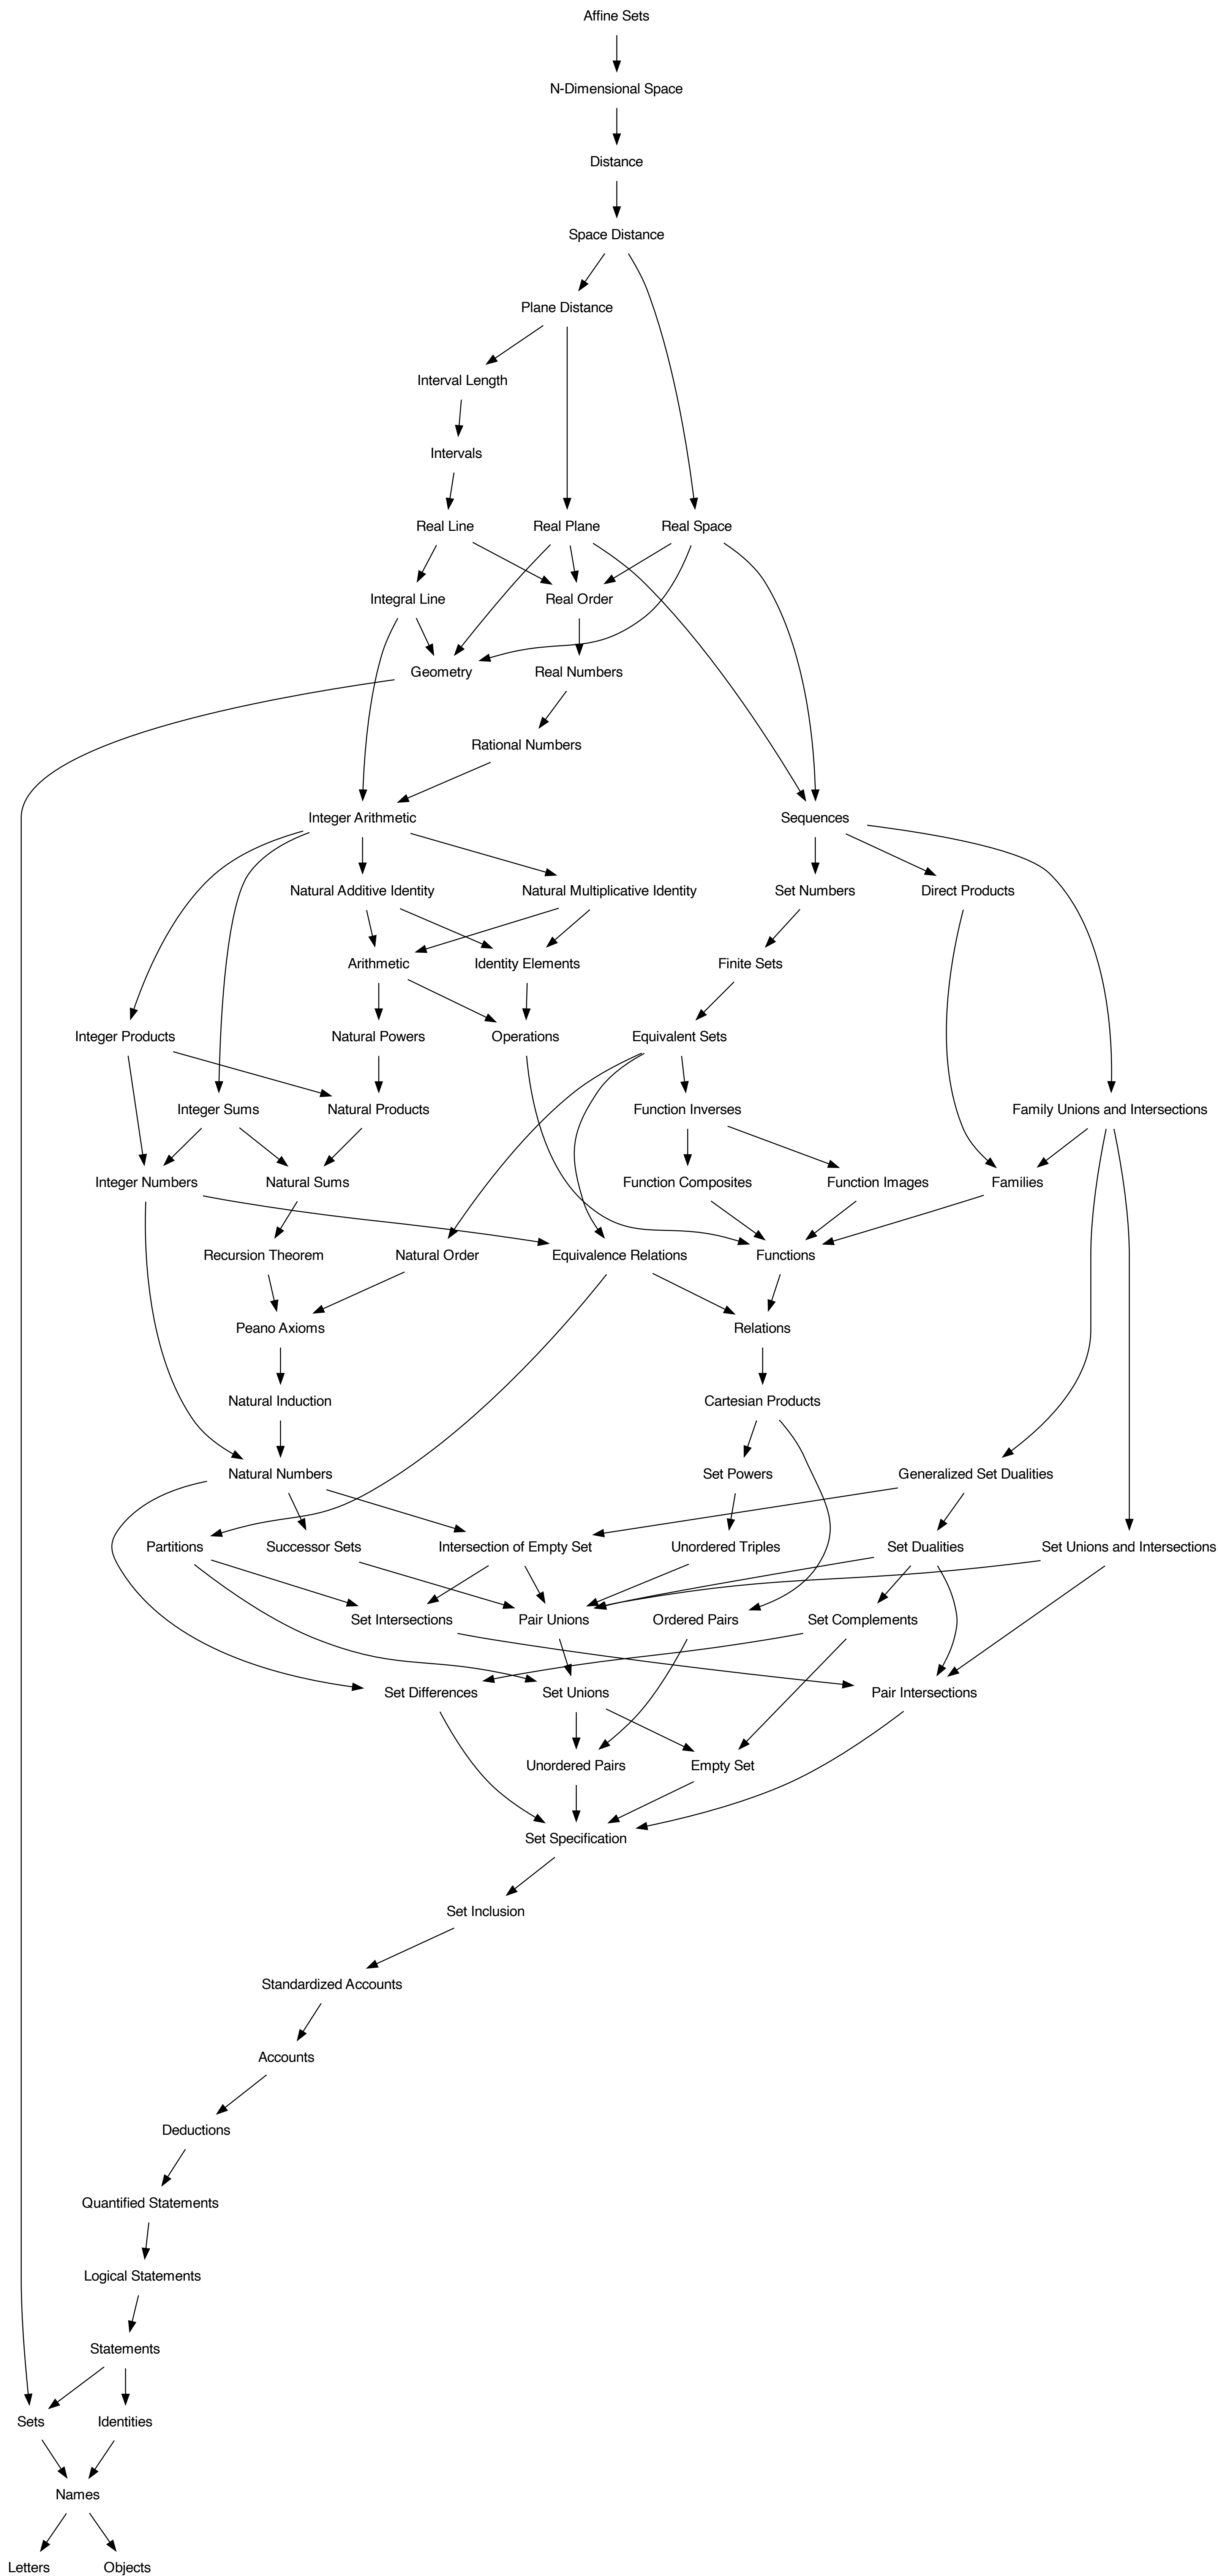 Affine Sets
N-Dimensional Space
Distance
Space Distance
Plane Distance
Interval Length
Intervals
Real Line
Real Plane
Real Space
Integral Line
Real Order
Geometry
Real Numbers
Rational Numbers
Integer Arithmetic
Sequences
Natural Additive Identity
Natural Multiplicative Identity
Set Numbers
Direct Products
Arithmetic
Identity Elements
Finite Sets
Integer Products
Natural Powers
Operations
Equivalent Sets
Integer Sums
Natural Products
Function Inverses
Family Unions and Intersections
Integer Numbers
Natural Sums
Function Composites
Function Images
Families
Recursion Theorem
Natural Order
Equivalence Relations
Functions
Peano Axioms
Relations
Natural Induction
Cartesian Products
Natural Numbers
Set Powers
Generalized Set Dualities
Partitions
Successor Sets
Intersection of Empty Set
Unordered Triples
Set Dualities
Set Unions and Intersections
Set Intersections
Pair Unions
Ordered Pairs
Set Complements
Set Differences
Set Unions
Pair Intersections
Unordered Pairs
Empty Set
Set Specification
Set Inclusion
Standardized Accounts
Accounts
Deductions
Quantified Statements
Logical Statements
Statements
Sets
Identities
Names
Letters
Objects